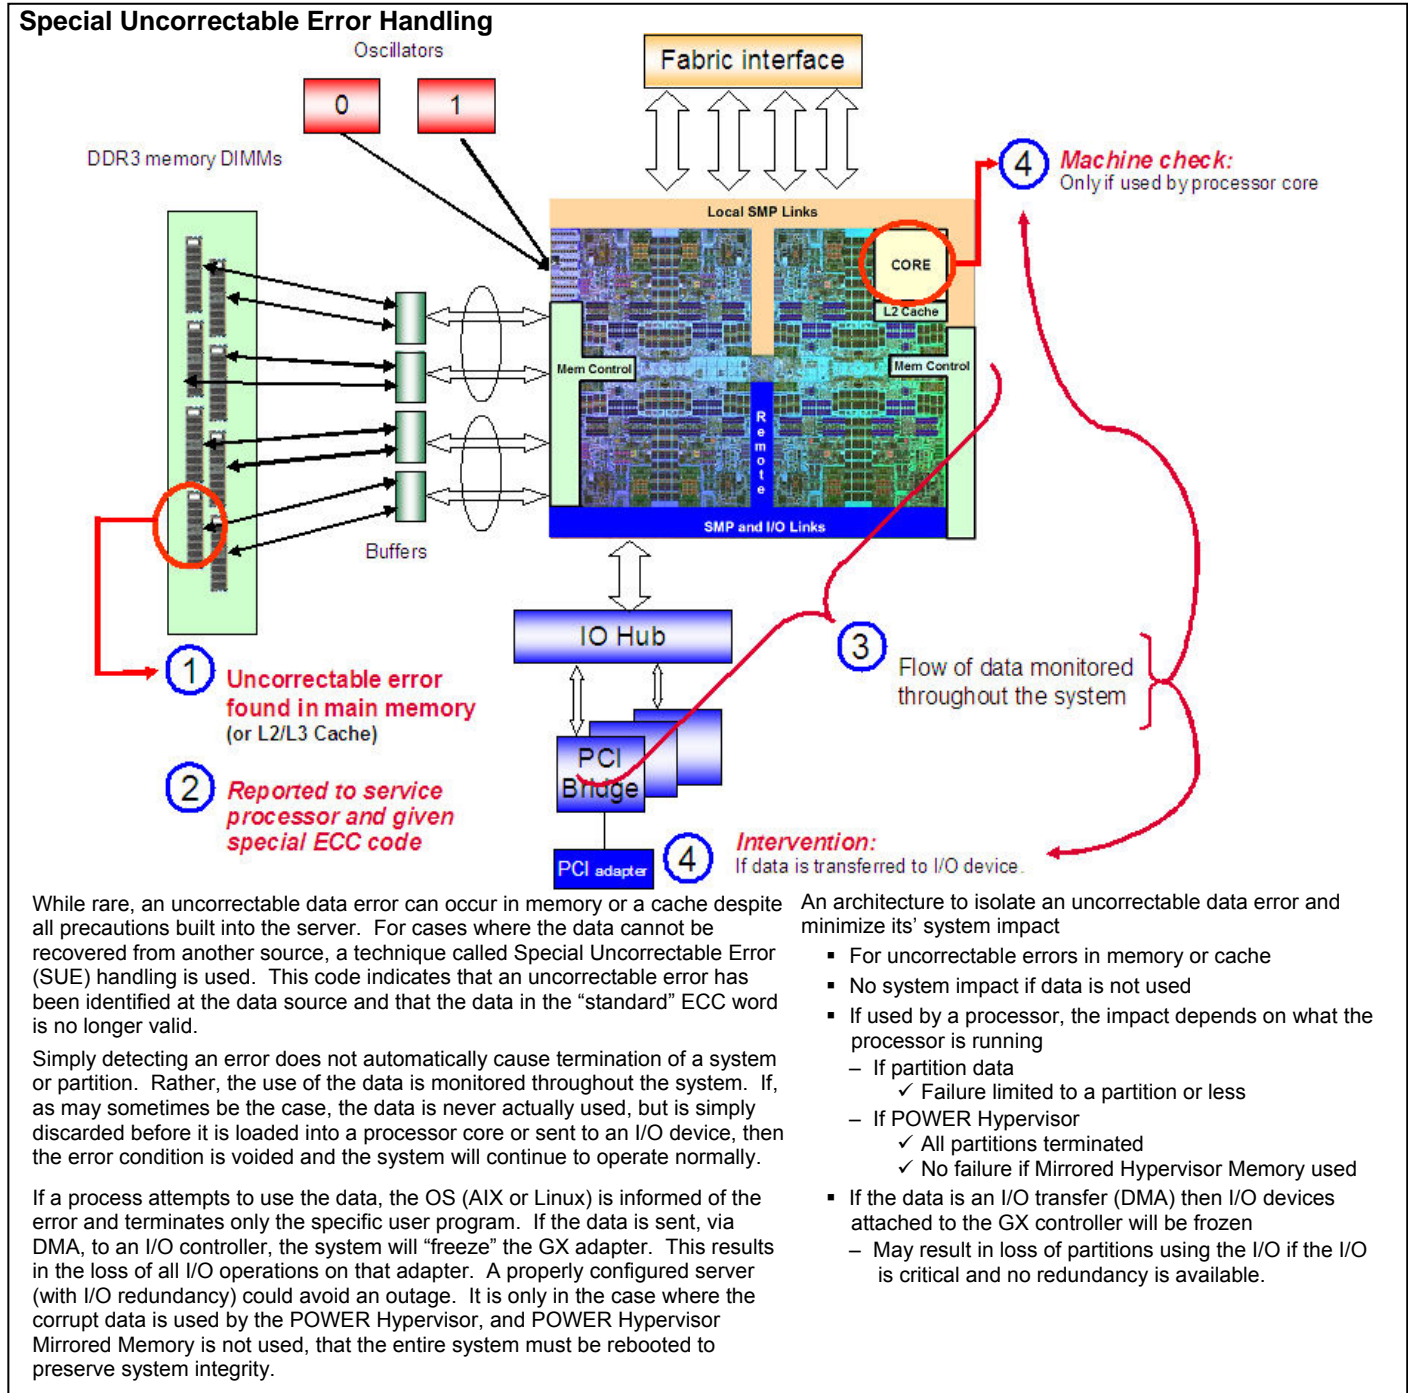 Special Uncorrectable Error Handling
Oscillators
0
1
Fabric interface
DDR3 memory DIMMs
4
Machine check:
Only if used by processor core
Local SMP Links
CORE
L2 Cache
Mem Control
Mem Control
Remote
SMP and I/O Links
Buffers
IO Hub
1
Uncorrectable error
found in main memory
(or L2/L3 Cache)
3
Flow of data monitored
throughout the system
2
Reported to service
processor and given
special ECC code
PCI
Bridge
PCI adapter
4
Intervention:
If data is transferred to I/O device.
While rare, an uncorrectable data error can occur in memory or a cache despite
all precautions built into the server.  For cases where the data cannot be
recovered from another source, a technique called Special Uncorrectable Error
(SUE) handling is used.  This code indicates that an uncorrectable error has
been identified at the data source and that the data in the “standard” ECC word
is no longer valid.
Simply detecting an error does not automatically cause termination of a system
or partition.  Rather, the use of the data is monitored throughout the system.  If,
as may sometimes be the case, the data is never actually used, but is simply
discarded before it is loaded into a processor core or sent to an I/O device, then
the error condition is voided and the system will continue to operate normally.
If a process attempts to use the data, the OS (AIX or Linux) is informed of the
error and terminates only the specific user program.  If the data is sent, via
DMA, to an I/O controller, the system will “freeze” the GX adapter.  This results
in the loss of all I/O operations on that adapter.  A properly configured server
(with I/O redundancy) could avoid an outage.  It is only in the case where the
corrupt data is used by the POWER Hypervisor, and POWER Hypervisor
Mirrored Memory is not used, that the entire system must be rebooted to
preserve system integrity.
An architecture to isolate an uncorrectable data error and
minimize its’ system impact
▪ For uncorrectable errors in memory or cache
▪ No system impact if data is not used
▪ If used by a processor, the impact depends on what the
processor is running
– If partition data
✓ Failure limited to a partition or less
– If POWER Hypervisor
✓ All partitions terminated
✓ No failure if Mirrored Hypervisor Memory used
▪ If the data is an I/O transfer (DMA) then I/O devices
attached to the GX controller will be frozen
– May result in loss of partitions using the I/O if the I/O
is critical and no redundancy is available.